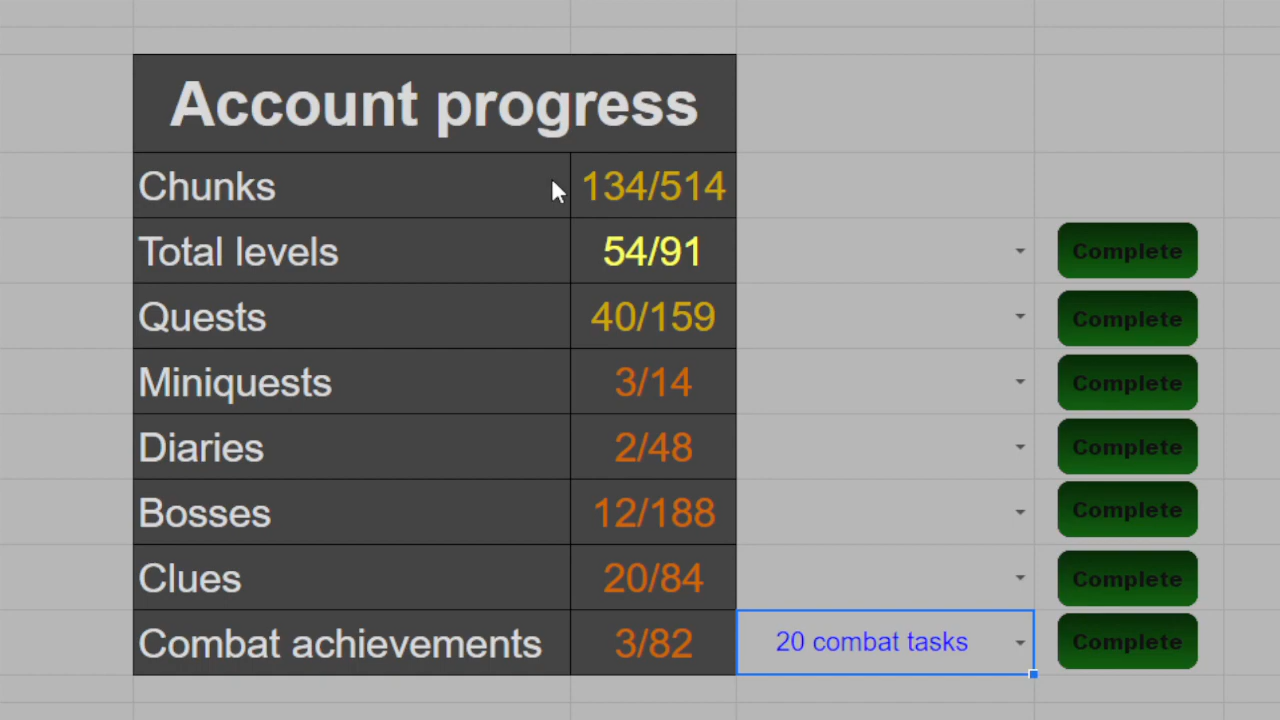 Account progress
Chunks 134/514
Total levels 54/91 Complete
Quests 40/159 Complete
Miniquests 3/14 Complete
Diaries 2/48 Complete
Bosses 12/188 Complete
Clues 20/84 Complete
Combat achievements 3/82 20 combat tasks Complete